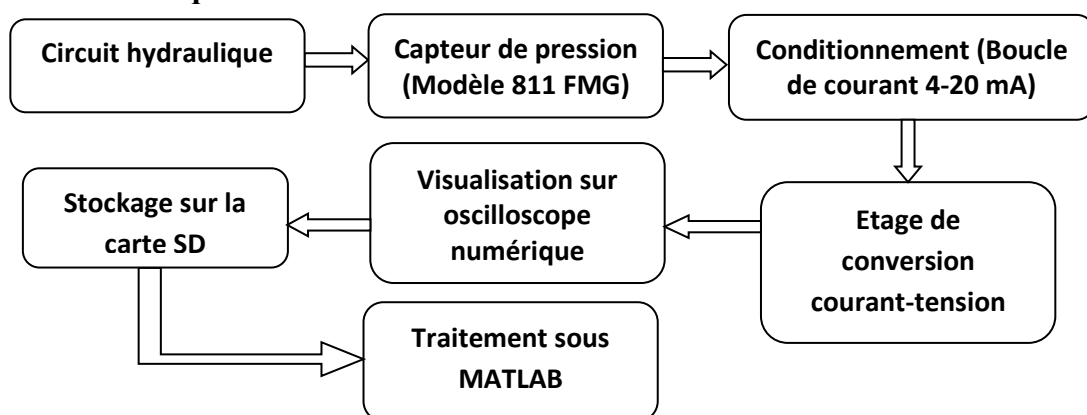 Circuit hydraulique
Capteur de pression
(Modèle 811 FMG)
Conditionnement (Boucle
de courant 4-20 mA)
Etage de
conversion
courant-tension
Visualisation sur
oscilloscope
numérique
Stockage sur la
carte SD
Traitement sous
MATLAB